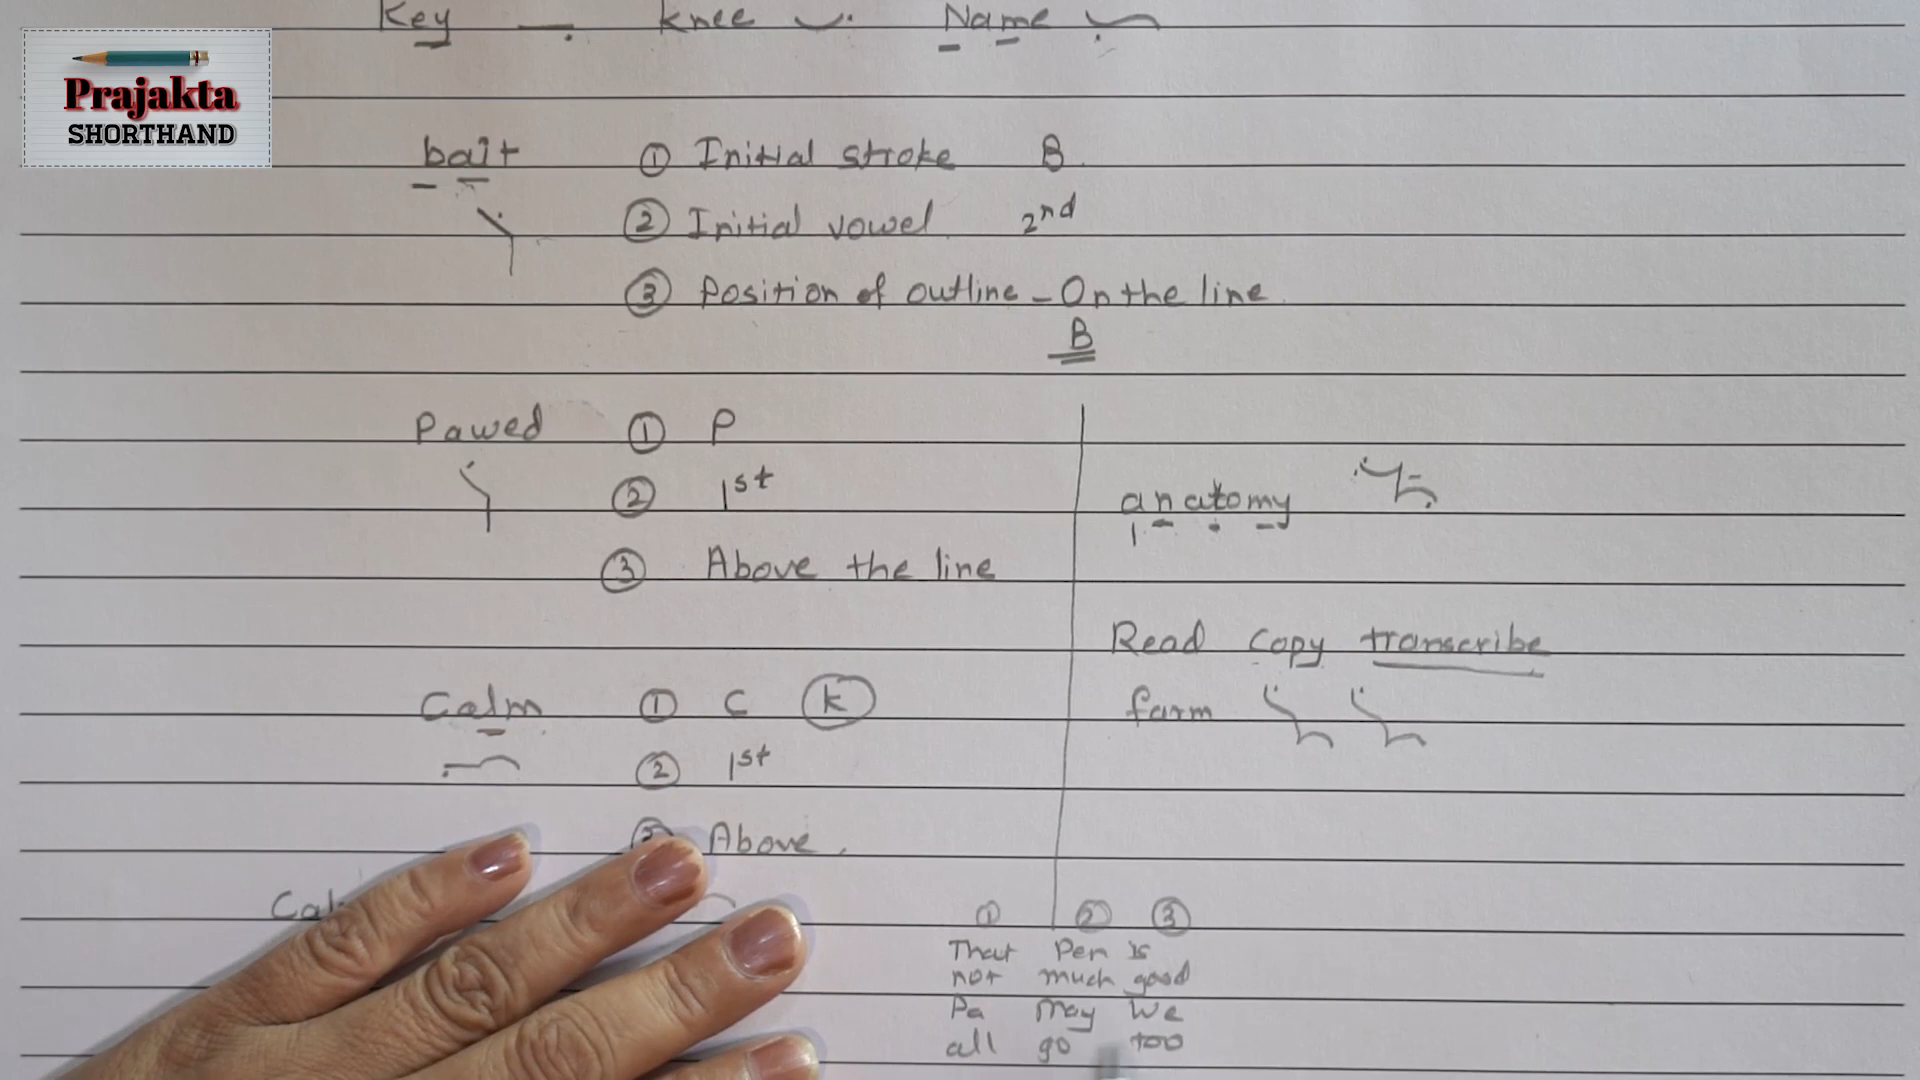 Key knee Name
Prajakta
SHORTHAND
bait ① Initial stroke B
② Initial vowel 2nd
③ Position of outline - On the line
B
Pawed ① P
② 1st
③ Above the line
anatomy
Read Copy transcribe
farm
Calm ① C K
② 1st
Above.
① ② ③
That Pen is
not much good
Pa may we
all go too